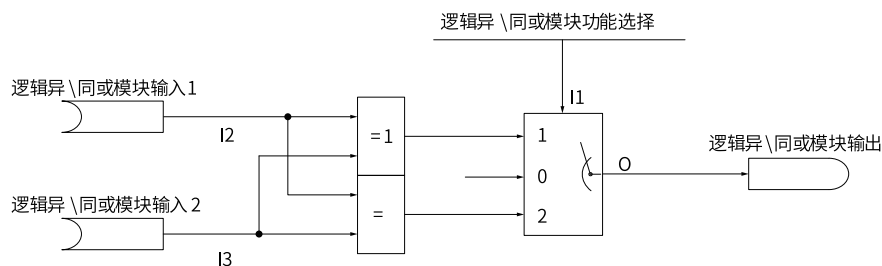 逻辑异\同或模块功能选择
逻辑异\同或模块输入1
I1
=1
1
I2
逻辑异\同或模块输出
O
0
逻辑异\同或模块输入2
=
2
I3